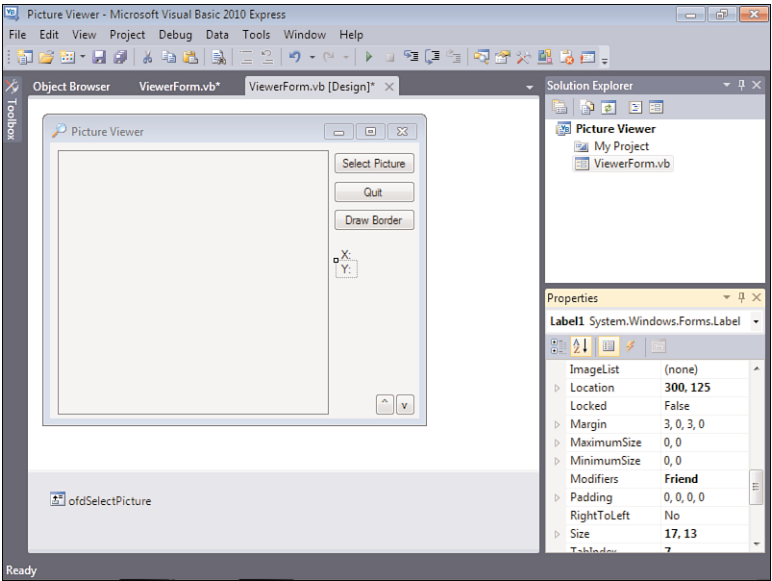 Picture Viewer - Microsoft Visual Basic 2010 Express
File Edit View Project Debug Data Tools Window Help
Toolbox
Object Browser ViewerForm.vb* ViewerForm.vb [Design]*
Picture Viewer
Select Picture
Quit
Draw Border
X:
Y:
^ v
ofdSelectPicture
Solution Explorer
Picture Viewer
My Project
ViewerForm.vb
Properties
Label1 System.Windows.Forms.Label
ImageList (none)
Location 300, 125
Locked False
Margin 3, 0, 3, 0
MaximumSize 0, 0
MinimumSize 0, 0
Modifiers Friend
Padding 0, 0, 0, 0
RightToLeft No
Size 17, 13
TabIndex 7
Ready